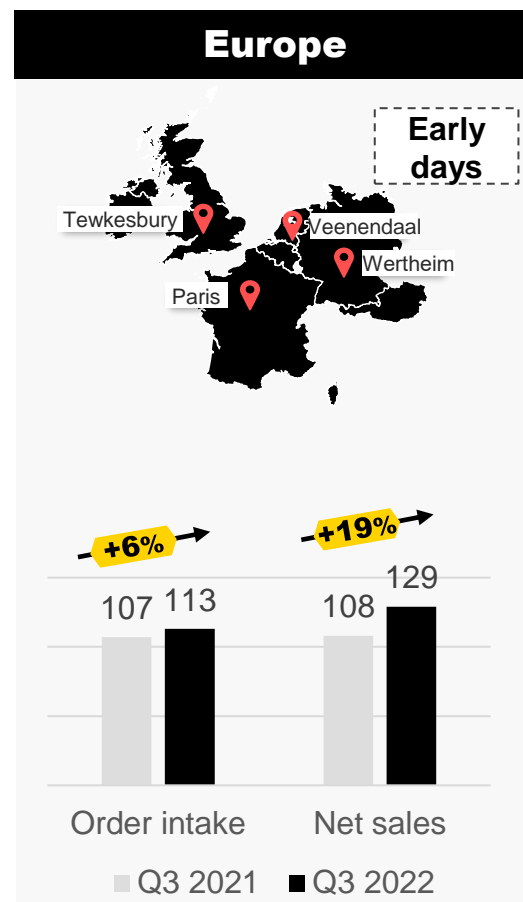 Europe
Early
days
Tewkesbury
Veenendaal
Wertheim
Paris
+6%
+19%
107
113
108
129
Order intake
Net sales
Q3 2021
Q3 2022